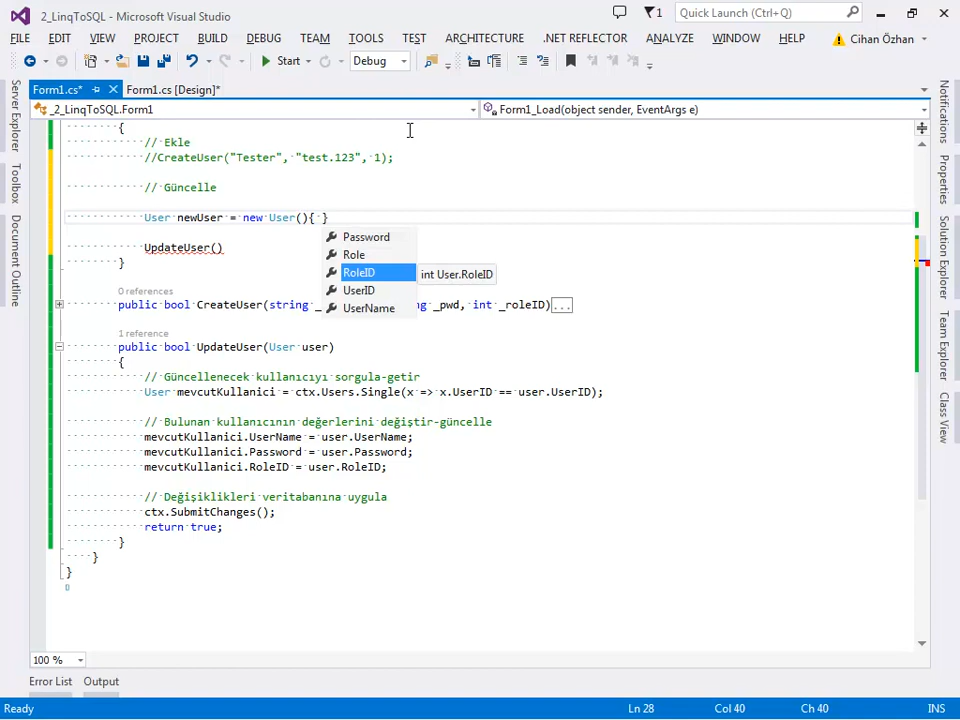 2_LinqToSQL - Microsoft Visual Studio
1
Quick Launch (Ctrl+Q)
FILE EDIT VIEW PROJECT BUILD DEBUG TEAM TOOLS TEST ARCHITECTURE .NET REFLECTOR ANALYZE WINDOW HELP Cihan Özhan
Start Debug
Form1.cs* Form1.cs [Design]*
_2_LinqToSQL.Form1 Form1_Load(object sender, EventArgs e)
Server Explorer
Toolbox
Document Outline
{
// Ekle
//CreateUser("Tester", "test.123", 1);
// Güncelle
User newUser = new User(){ }
Password
Role
RoleID int User.RoleID
UserID
UserName
UpdateUser()
}
0 references
public bool CreateUser(string _ ng _pwd, int _roleID)...
1 reference
public bool UpdateUser(User user)
{
// Güncellenecek kullanıcıyı sorgula-getir
User mevcutKullanici = ctx.Users.Single(x => x.UserID == user.UserID);
// Bulunan kullanıcının değerlerini değiştir-güncelle
mevcutKullanici.UserName = user.UserName;
mevcutKullanici.Password = user.Password;
mevcutKullanici.RoleID = user.RoleID;
// Değişiklikleri veritabanına uygula
ctx.SubmitChanges();
return true;
}
}
}
Notifications
Properties
Solution Explorer
Team Explorer
Class View
100 %
Error List Output
Ready Ln 28 Col 40 Ch 40 INS